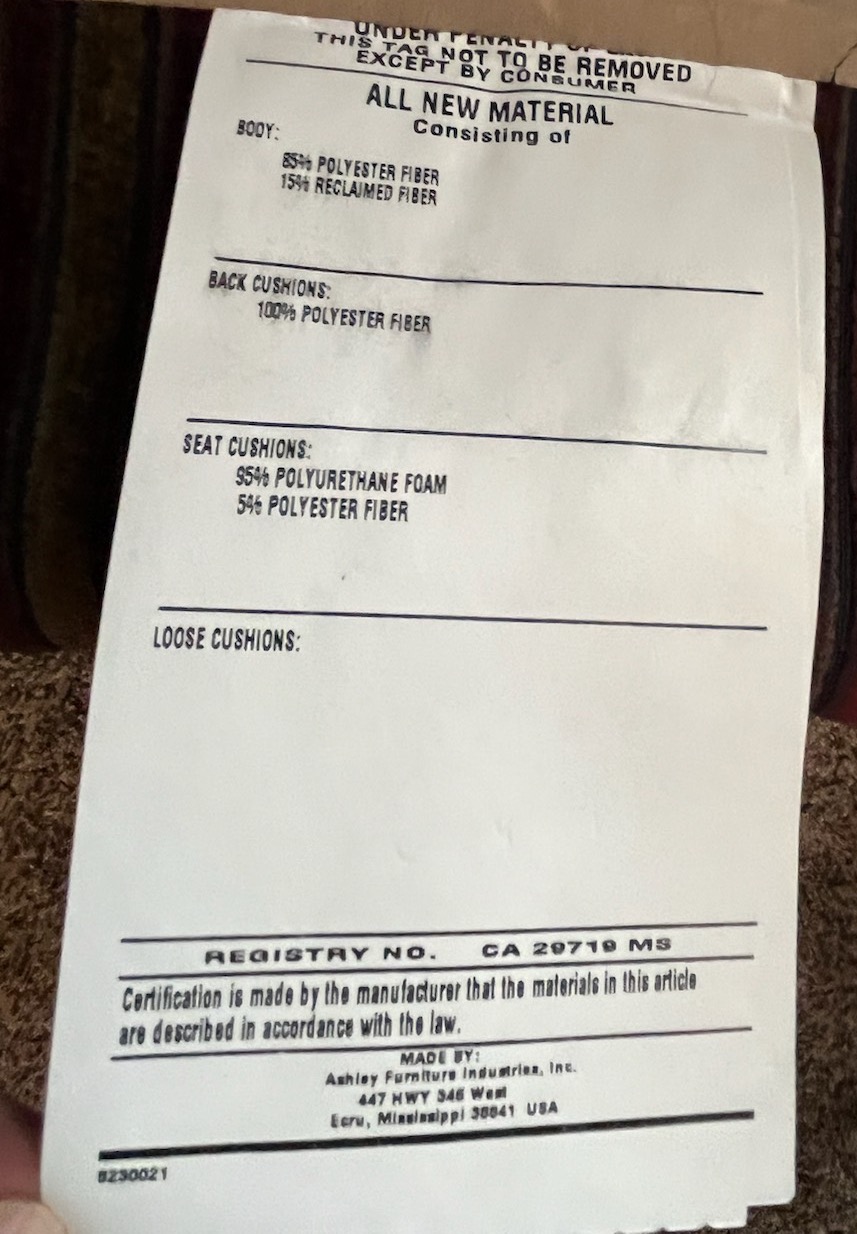 UNDER PENALTY OF
THIS TAG NOT TO BE REMOVED
EXCEPT BY CONSUMER
ALL NEW MATERIAL
Consisting of
BODY:
85% POLYESTER FIBER
15% RECLAIMED FIBER
BACK CUSHIONS:
100% POLYESTER FIBER
SEAT CUSHIONS:
95% POLYURETHANE FOAM
5% POLYESTER FIBER
LOOSE CUSHIONS:
REGISTRY NO. CA 29719 MS
Certification is made by the manufacturer that the materials in this article
are described in accordance with the law.
MADE BY:
Ashley Furniture Industries, Inc.
447 HWY 346 West
Ecru, Mississippi 38841 USA
8230021